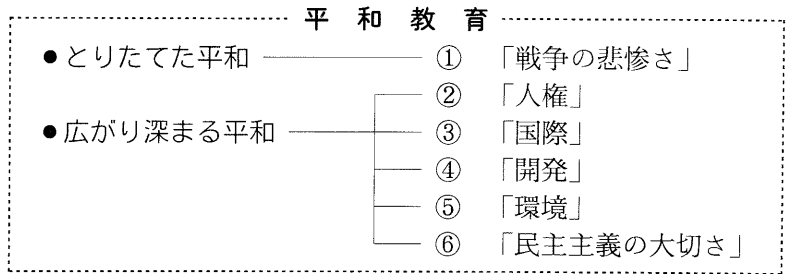 平和教育
●とりたてた平和 ① 「戦争の悲惨さ」
② 「人権」
●広がり深まる平和 ③ 「国際」
④ 「開発」
⑤ 「環境」
⑥ 「民主主義の大切さ」